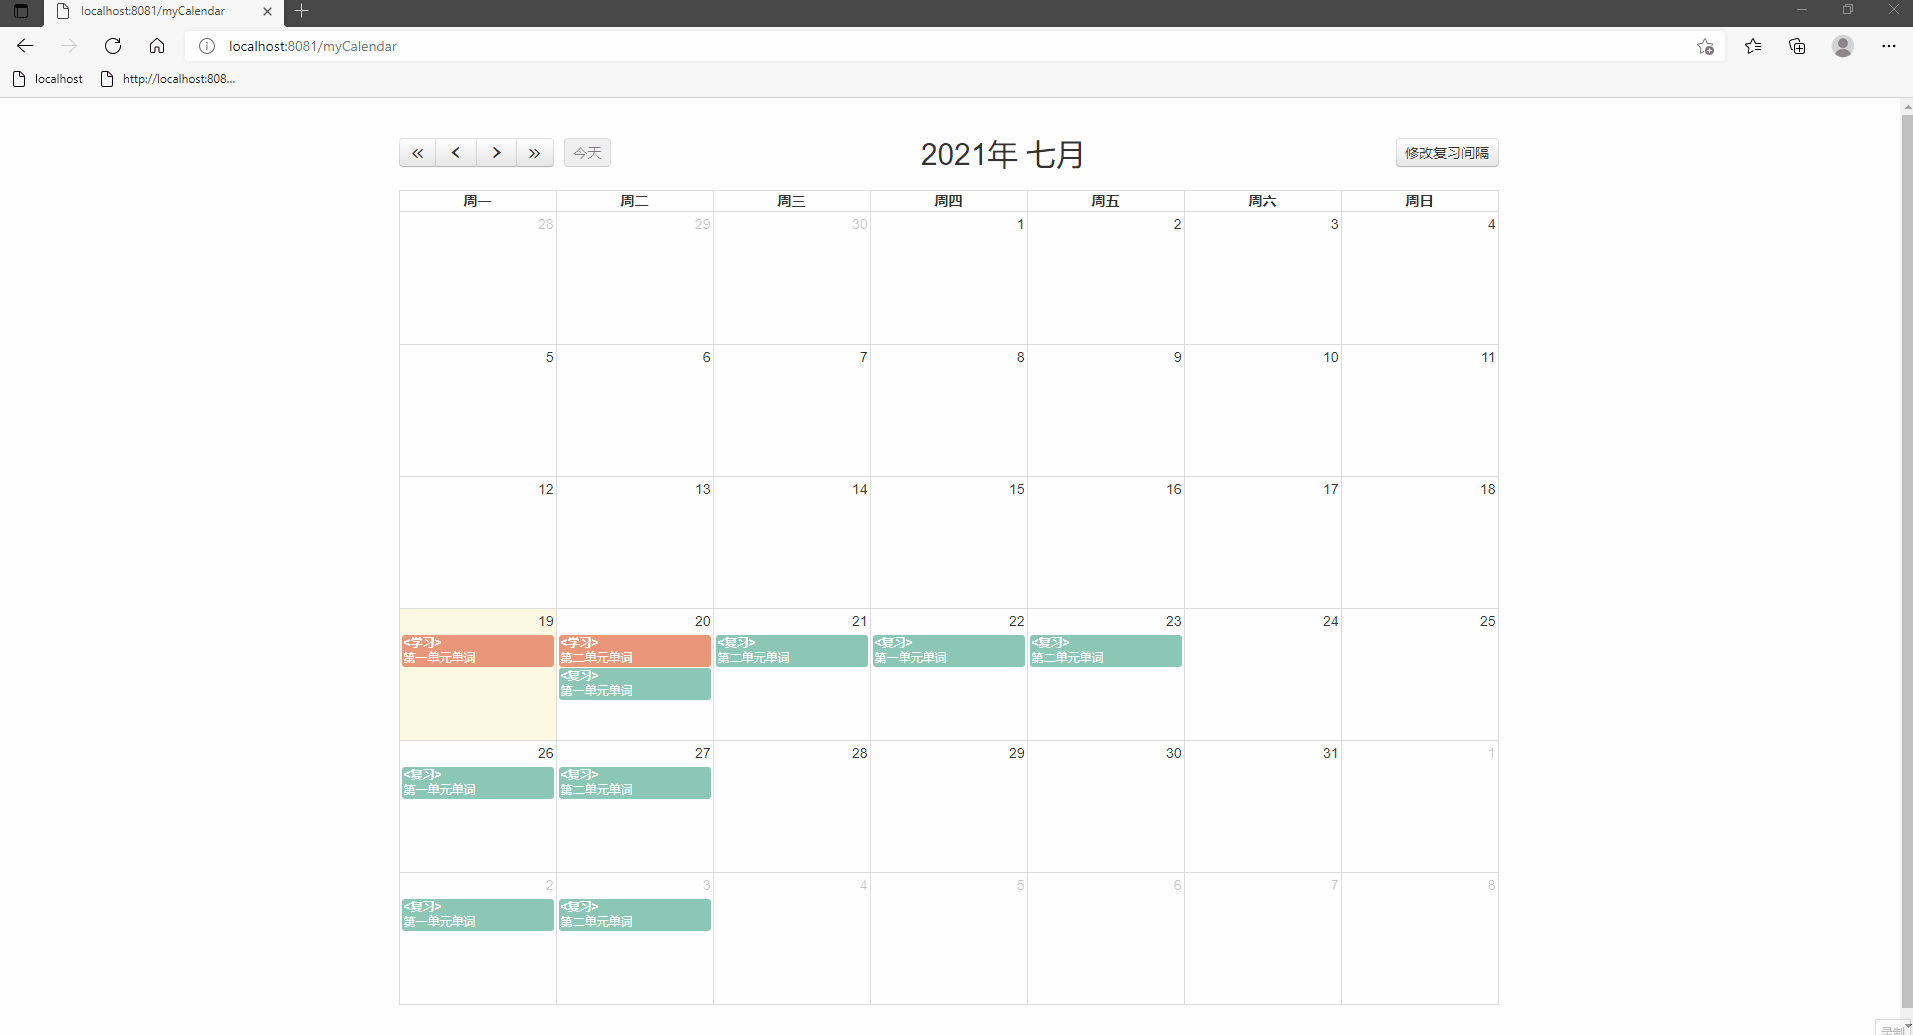 localhost:8081/myCalendar
localhost:8081/myCalendar
localhost
http://localhost:808...
今天
2021年 七月
修改复习间隔
周一 周二 周三 周四 周五 周六 周日
28 29 30 1 2 3 4
5 6 7 8 9 10 11
12 13 14 15 16 17 18
19 20 21 22 23 24 25
<学习> <学习> <复习> <复习> <复习>
第一单元单词 第二单元单词 第二单元单词 第一单元单词 第二单元单词
<复习>
第一单元单词
26 27 28 29 30 31 1
<复习> <复习>
第一单元单词 第二单元单词
2 3 4 5 6 7 8
<复习> <复习>
第一单元单词 第二单元单词
录制